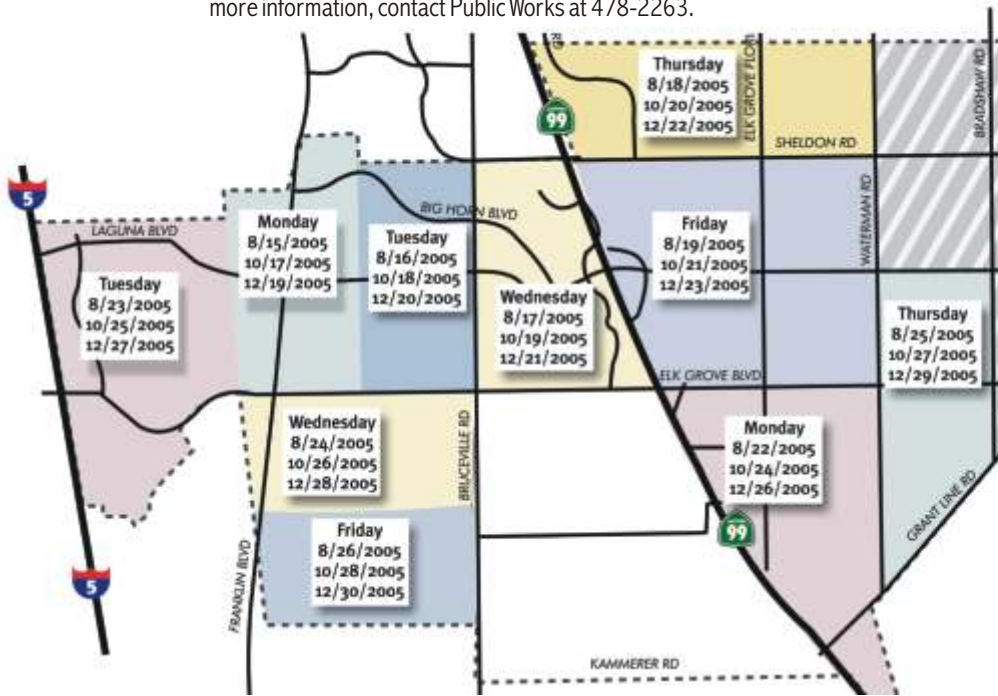 more information, contact Public Works at 478-2263.
Thursday
8/18/2005
10/20/2005
12/22/2005
RD
ELK GROVE FLOR
BRADSHAW RD
99
SHELDON RD
5
LAGUNA BLVD
BIG HORN BLVD
WATERMAN RD
Monday
8/15/2005
10/17/2005
12/19/2005
Tuesday
8/16/2005
10/18/2005
12/20/2005
Friday
8/19/2005
10/21/2005
12/23/2005
Tuesday
8/23/2005
10/25/2005
12/27/2005
Wednesday
8/17/2005
10/19/2005
12/21/2005
Thursday
8/25/2005
10/27/2005
12/29/2005
ELK GROVE BLVD
Wednesday
8/24/2005
10/26/2005
12/28/2005
BRUCEVILLE RD
Monday
8/22/2005
10/24/2005
12/26/2005
GRANT LINE RD
99
Friday
8/26/2005
10/28/2005
12/30/2005
FRANKLIN BLVD
5
KAMMERER RD